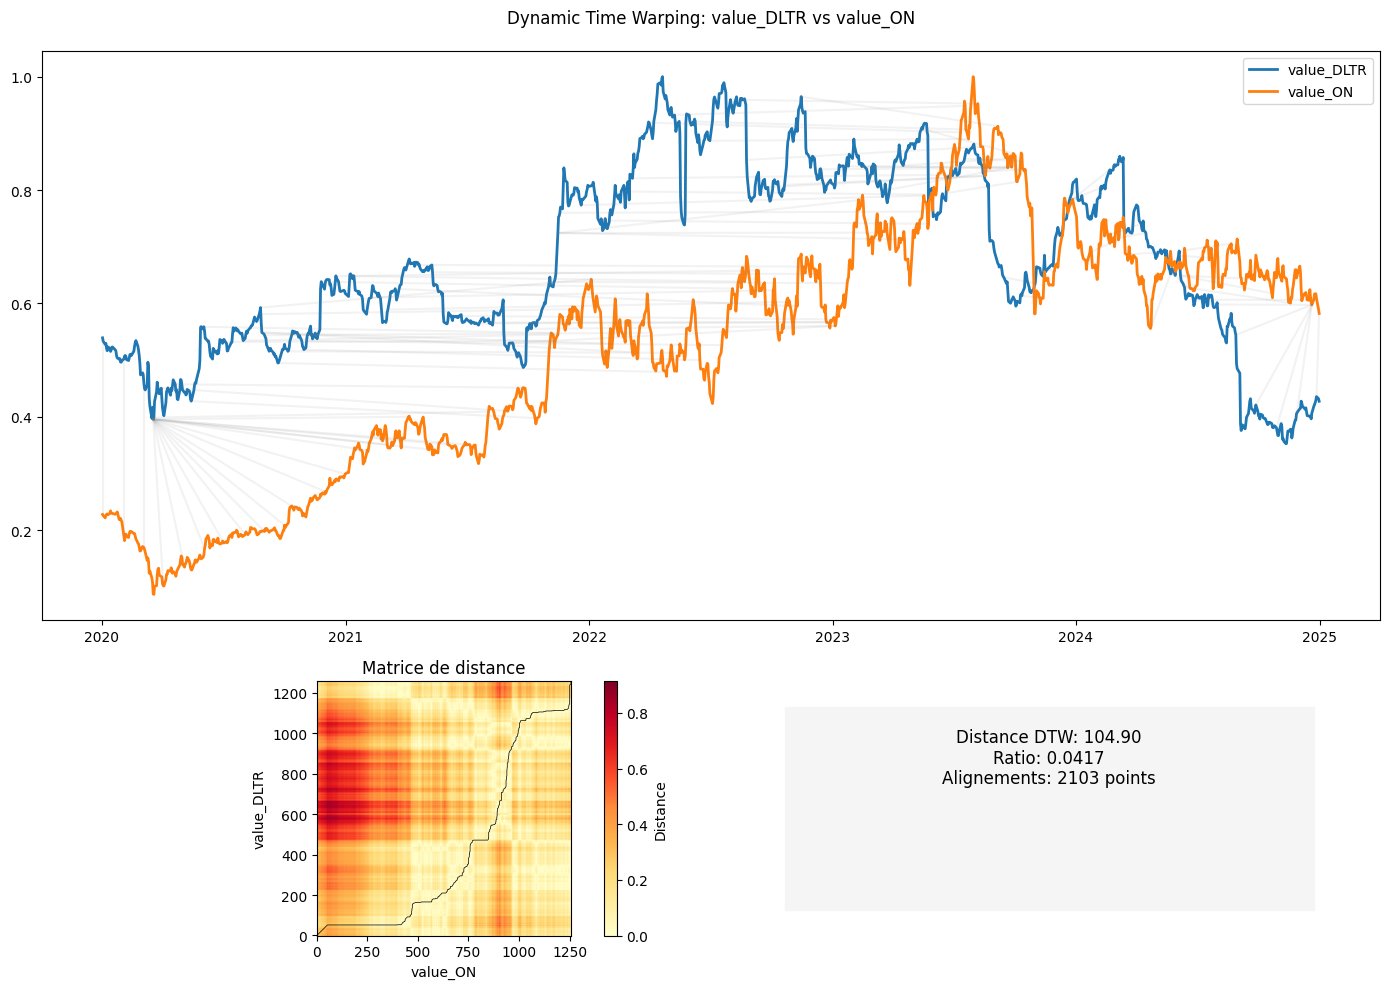 Dynamic Time Warping: value_DLTR vs value_ON
value_DLTR
value_ON
1.0
0.8
0.6
0.4
0.2
2020 2021 2022 2023 2024 2025
Matrice de distance
value_DLTR
1200
1000
800
600
400
200
0
0 250 500 750 1000 1250
value_ON
0.8
0.6
0.4
0.2
0.0
Distance
Distance DTW: 104.90
Ratio: 0.0417
Alignements: 2103 points